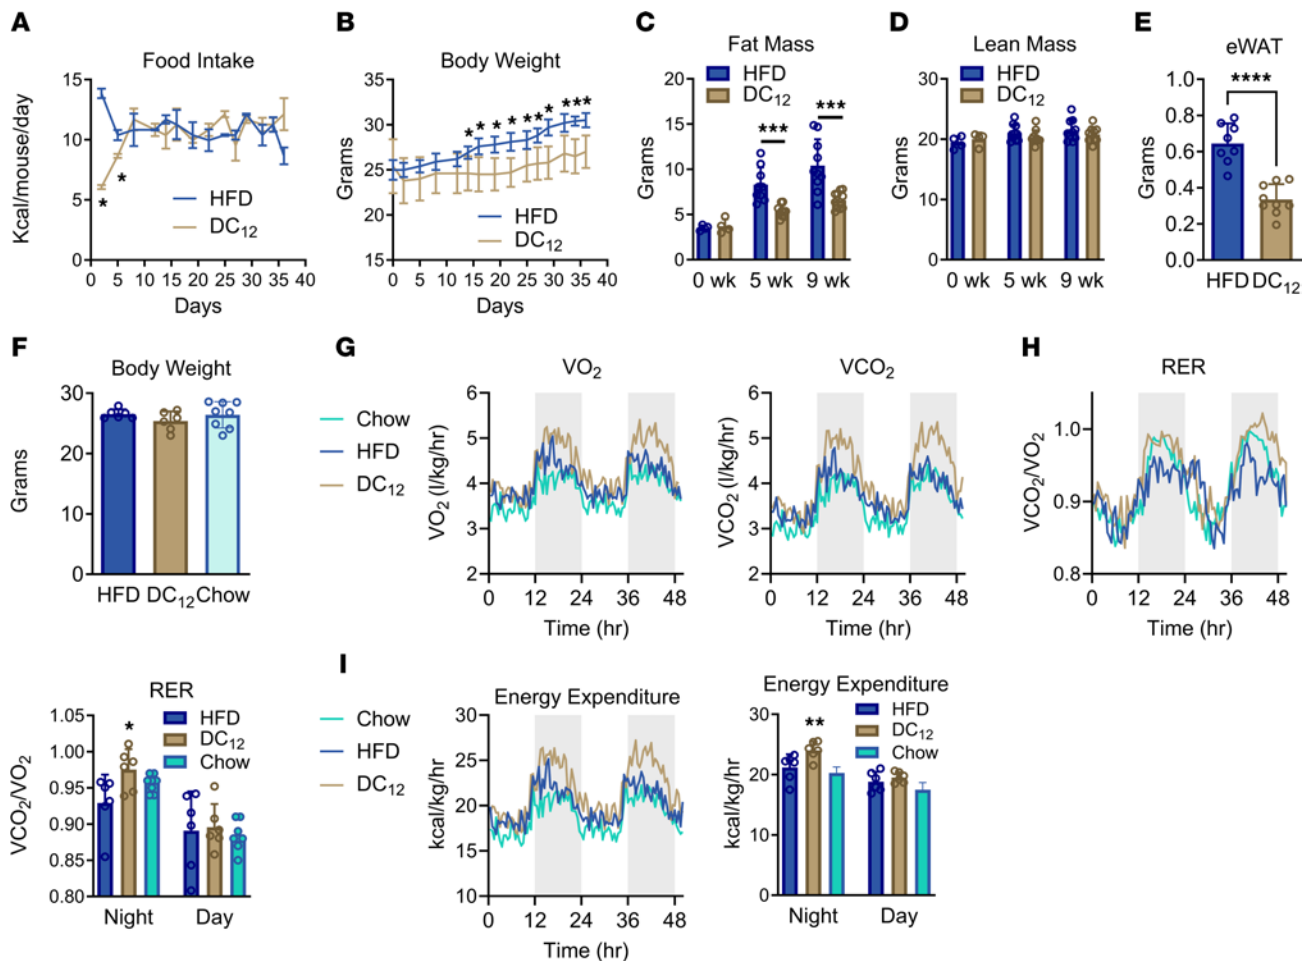 A
Food Intake
Kcal/mouse/day
15
10
5
0
*
*
HFD
DC12
0 5 10 15 20 25 30 35 40
Days
B
Body Weight
Grams
35
30
25
20
15
* * * * * * * * * *
HFD
DC12
0 5 10 15 20 25 30 35 40
Days
C
Fat Mass
HFD
DC12
Grams
20
15
10
5
0
***
***
0 wk 5 wk 9 wk
D
Lean Mass
HFD
DC12
Grams
30
20
10
0
0 wk 5 wk 9 wk
E
eWAT
Grams
1.0
0.8
0.6
0.4
0.2
0.0
****
HFD DC12
F
Body Weight
Grams
30
20
10
0
HFD DC12 Chow
G
Chow
HFD
DC12
VO2
VO2 (l/kg/hr)
6
5
4
3
2
0 12 24 36 48
Time (hr)
VCO2
VCO2 (l/kg/hr)
6
5
4
3
2
0 12 24 36 48
Time (hr)
H
RER
VCO2/VO2
1.0
0.9
0.8
0 12 24 36 48
Time (hr)
RER
HFD
DC12
Chow
VCO2/VO2
1.05
1.00
0.95
0.90
0.85
0.80
*
Night Day
I
Chow
HFD
DC12
Energy Expenditure
kcal/kg/hr
30
25
20
15
10
0 12 24 36 48
Time (hr)
Energy Expenditure
HFD
DC12
Chow
kcal/kg/hr
30
20
10
0
**
Night Day